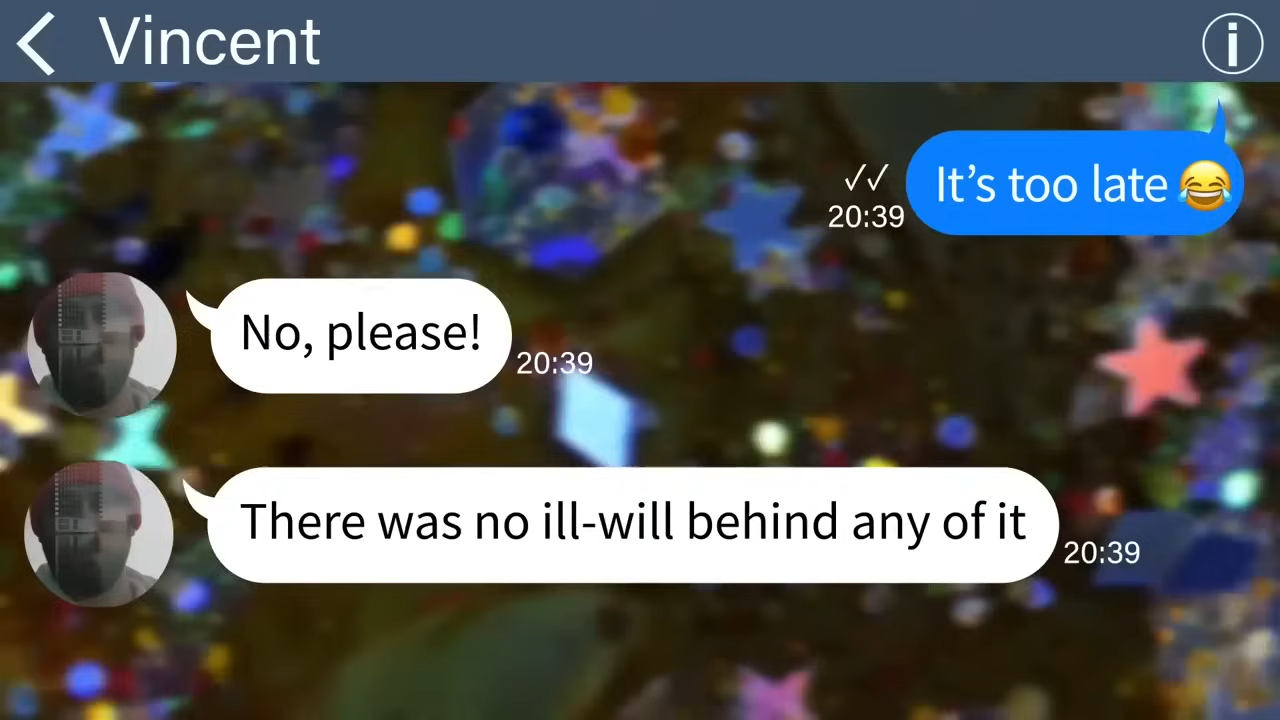 Vincent
It’s too late 😂
✓✓
20:39
No, please!
20:39
There was no ill-will behind any of it
20:39